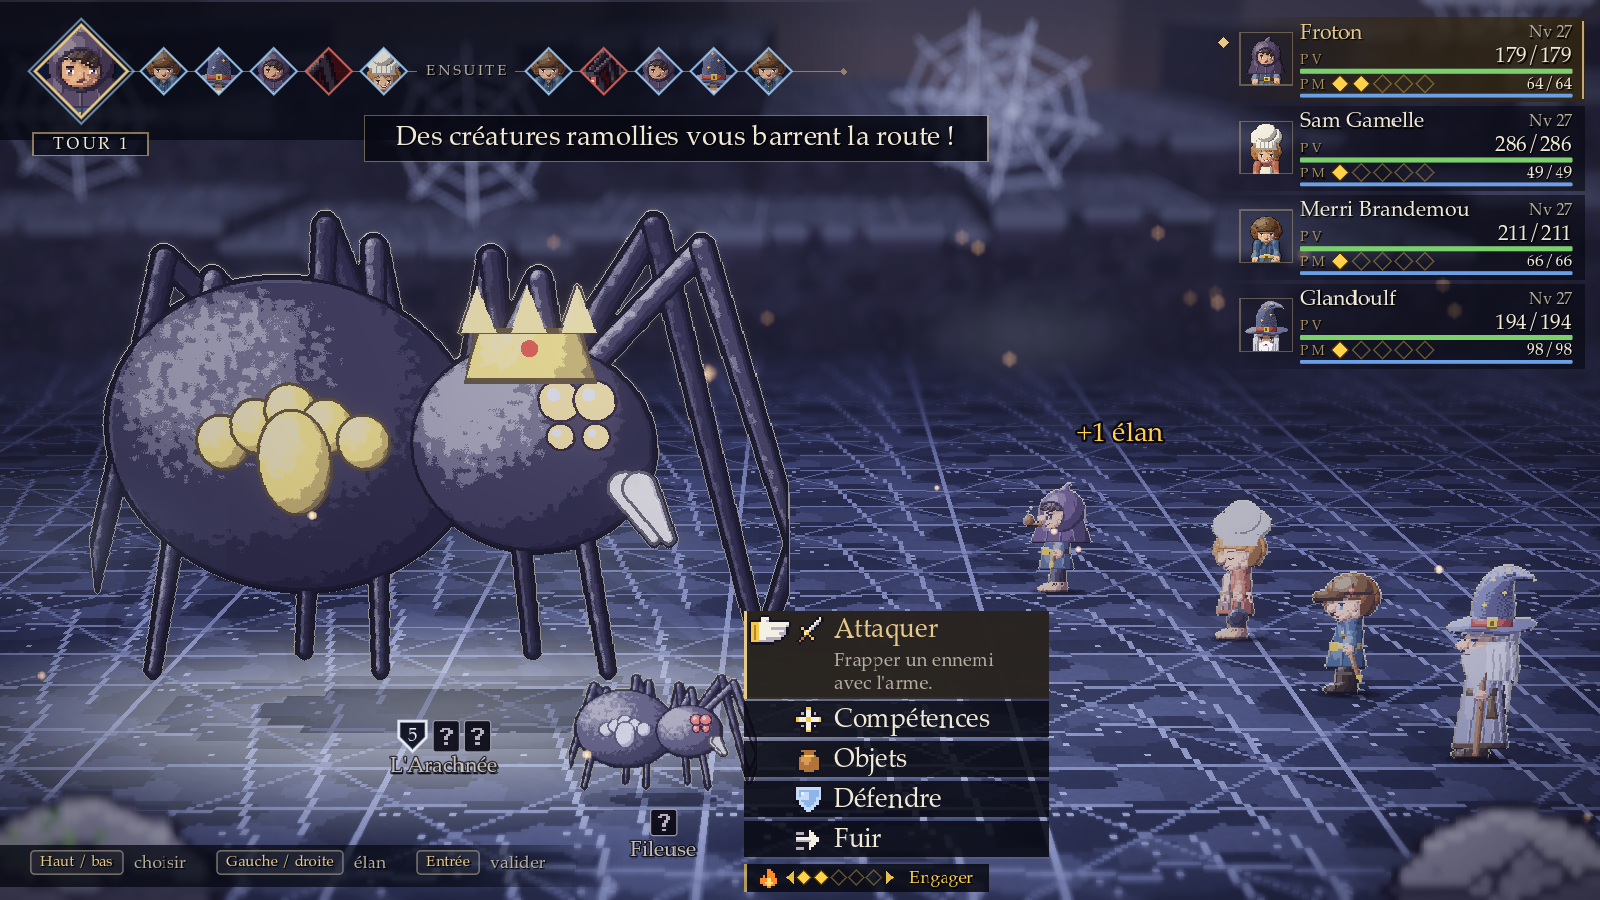 Froton Nv 27
PV 179/179
PM 64/64
Sam Gamelle Nv 27
PV 286/286
PM 49/49
Merri Brandemou Nv 27
PV 211/211
PM 66/66
Glandoulf Nv 27
PV 194/194
PM 98/98
ENSUITE
TOUR 1
Des créatures ramollies vous barrent la route !
+1 élan
Attaquer
Frapper un ennemi
avec l'arme.
Compétences
Objets
Défendre
Fuir
Engager
5 ? ?
L'Arachnée
?
Fileuse
Haut / bas choisir Gauche / droite élan Entrée valider